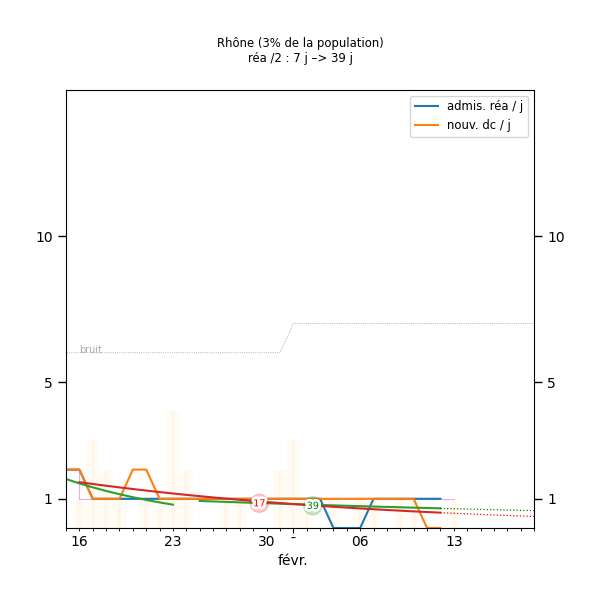 Rhône (3% de la population)
réa /2 : 7 j –> 39 j
admis. réa / j
nouv. dc / j
10 10
bruit
5 5
1 17 39 1
16 23 30 - 06 13
févr.